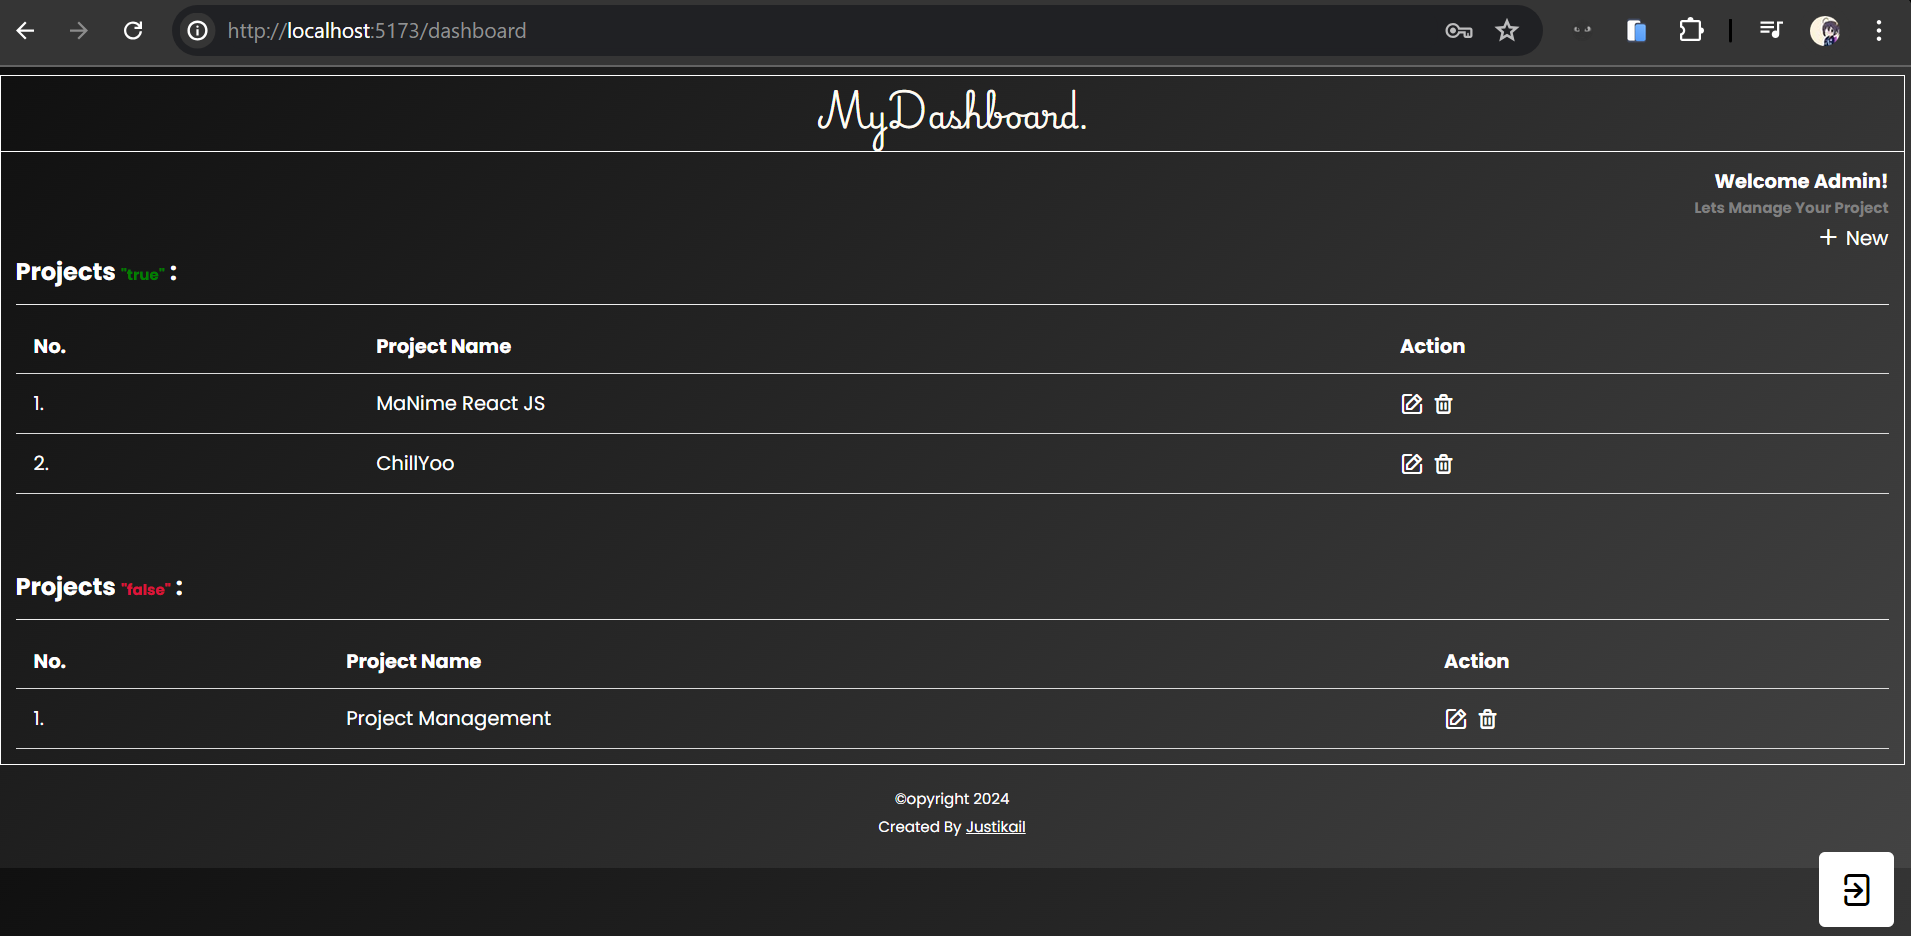 http://localhost:5173/dashboard
MyDashboard.
Welcome Admin!
Lets Manage Your Project
+ New
Projects "true" :
No. Project Name Action
1. MaNime React JS
2. ChillYoo
Projects "false" :
No. Project Name Action
1. Project Management
©opyright 2024
Created By Justikail